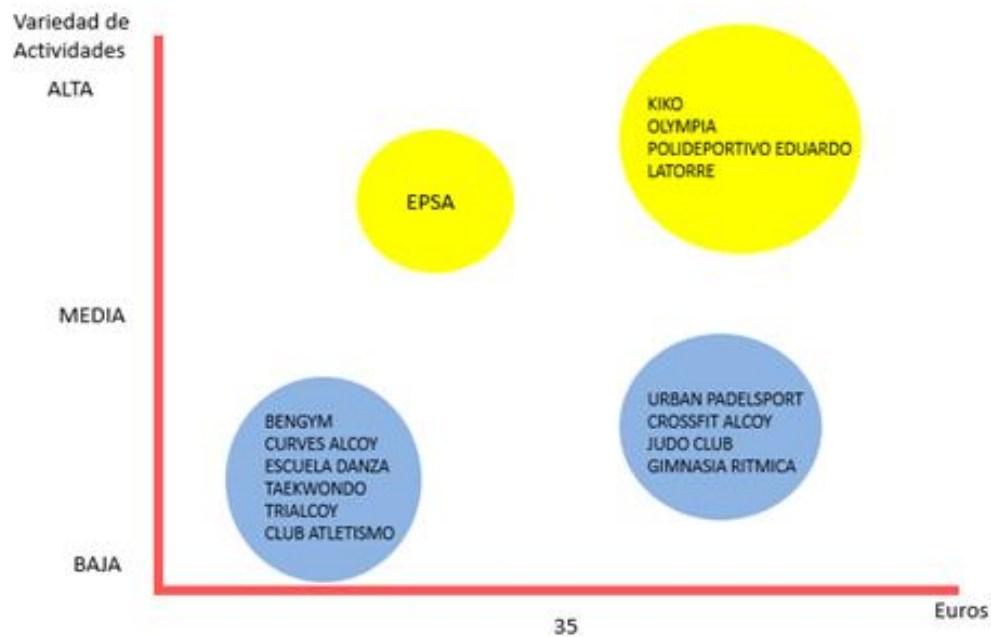 Variedad de
Actividades
ALTA
KIKO
OLYMPIA
POLIDEPORTIVO EDUARDO
LATORRE
EPSA
MEDIA
BENGYM
CURVES ALCOY
ESCUELA DANZA
TAEKWONDO
TRIALCOY
CLUB ATLETISMO
URBAN PADELSPORT
CROSSFIT ALCOY
JUDO CLUB
GIMNASIA RITMICA
BAJA
35
Euros